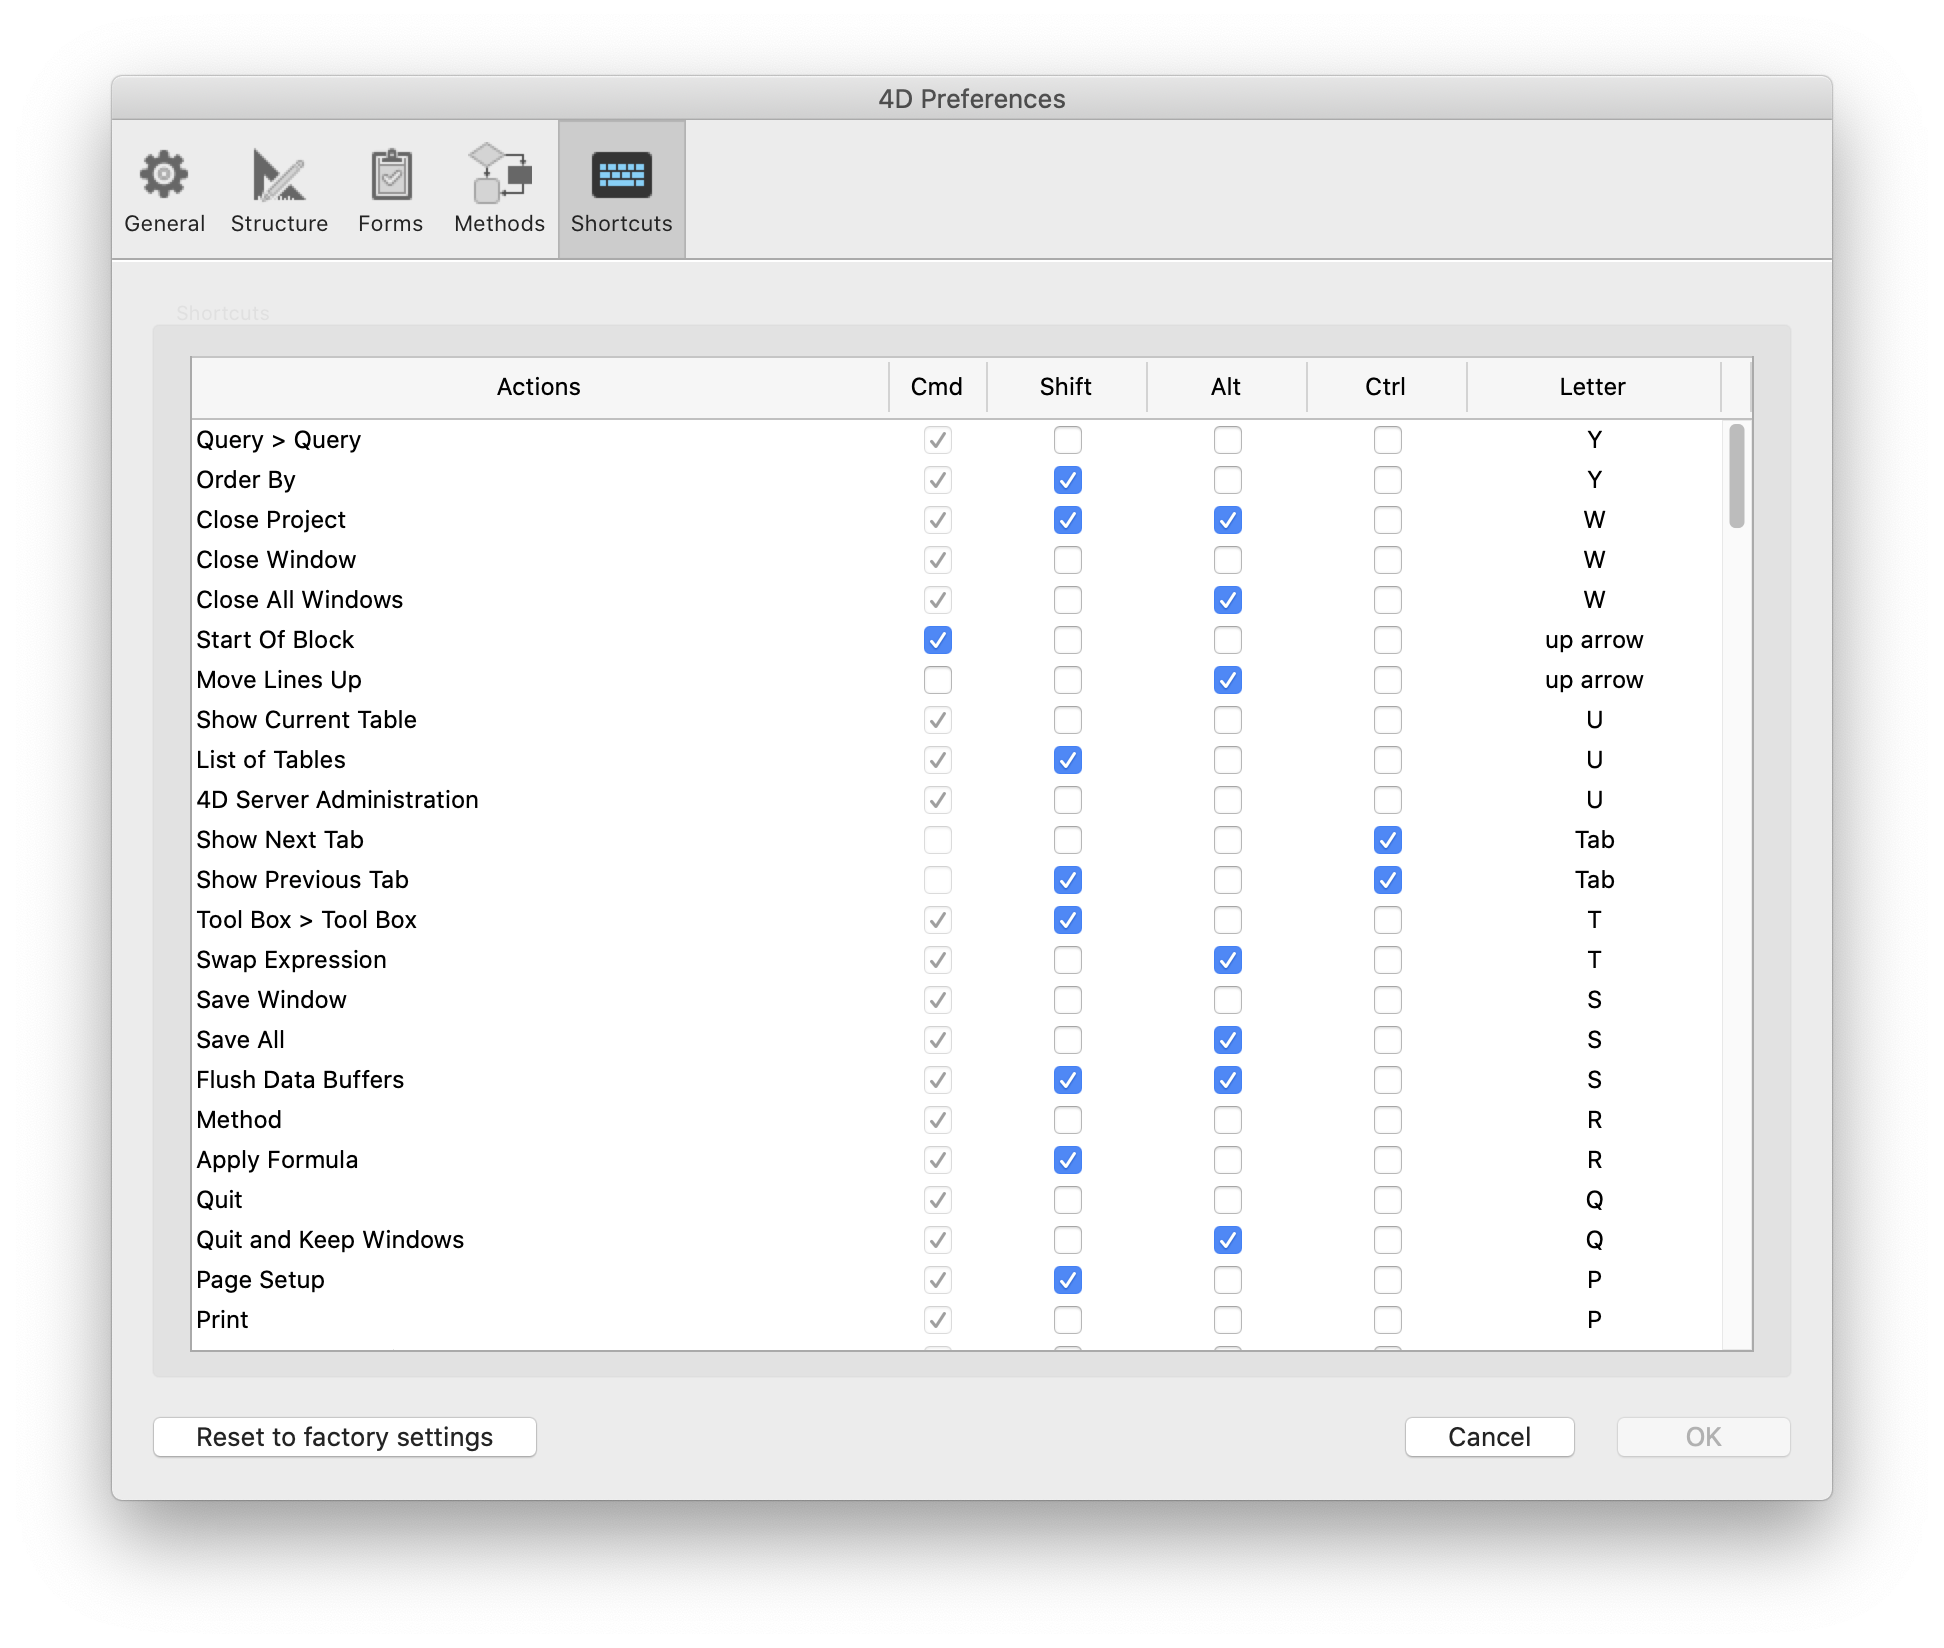 4D Preferences
General Structure Forms Methods Shortcuts
Shortcuts
Actions Cmd Shift Alt Ctrl Letter
Query > Query Y
Order By Y
Close Project W
Close Window W
Close All Windows W
Start Of Block up arrow
Move Lines Up up arrow
Show Current Table U
List of Tables U
4D Server Administration U
Show Next Tab Tab
Show Previous Tab Tab
Tool Box > Tool Box T
Swap Expression T
Save Window S
Save All S
Flush Data Buffers S
Method R
Apply Formula R
Quit Q
Quit and Keep Windows Q
Page Setup P
Print P
Reset to factory settings Cancel OK